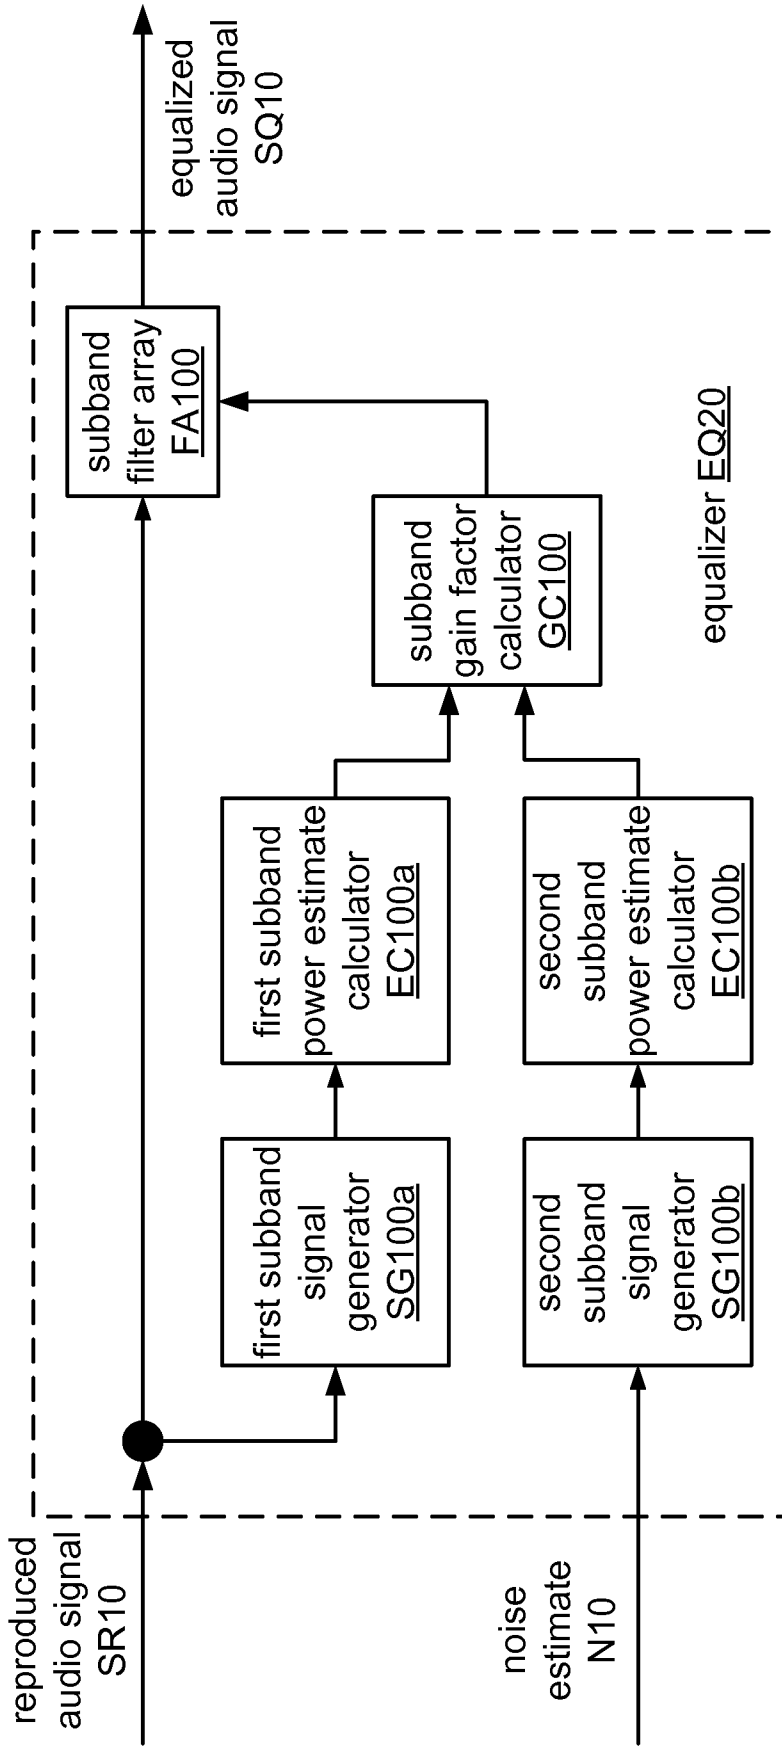 reproduced
audio signal
SR10
noise
estimate
N10
first subband
signal
generator
SG100a
second
subband
signal
generator
SG100b
first subband
power estimate
calculator
EC100a
second
subband
power estimate
calculator
EC100b
subband
gain factor
calculator
GC100
subband
filter array
FA100
equalizer EQ20
equalized
audio signal
SQ10